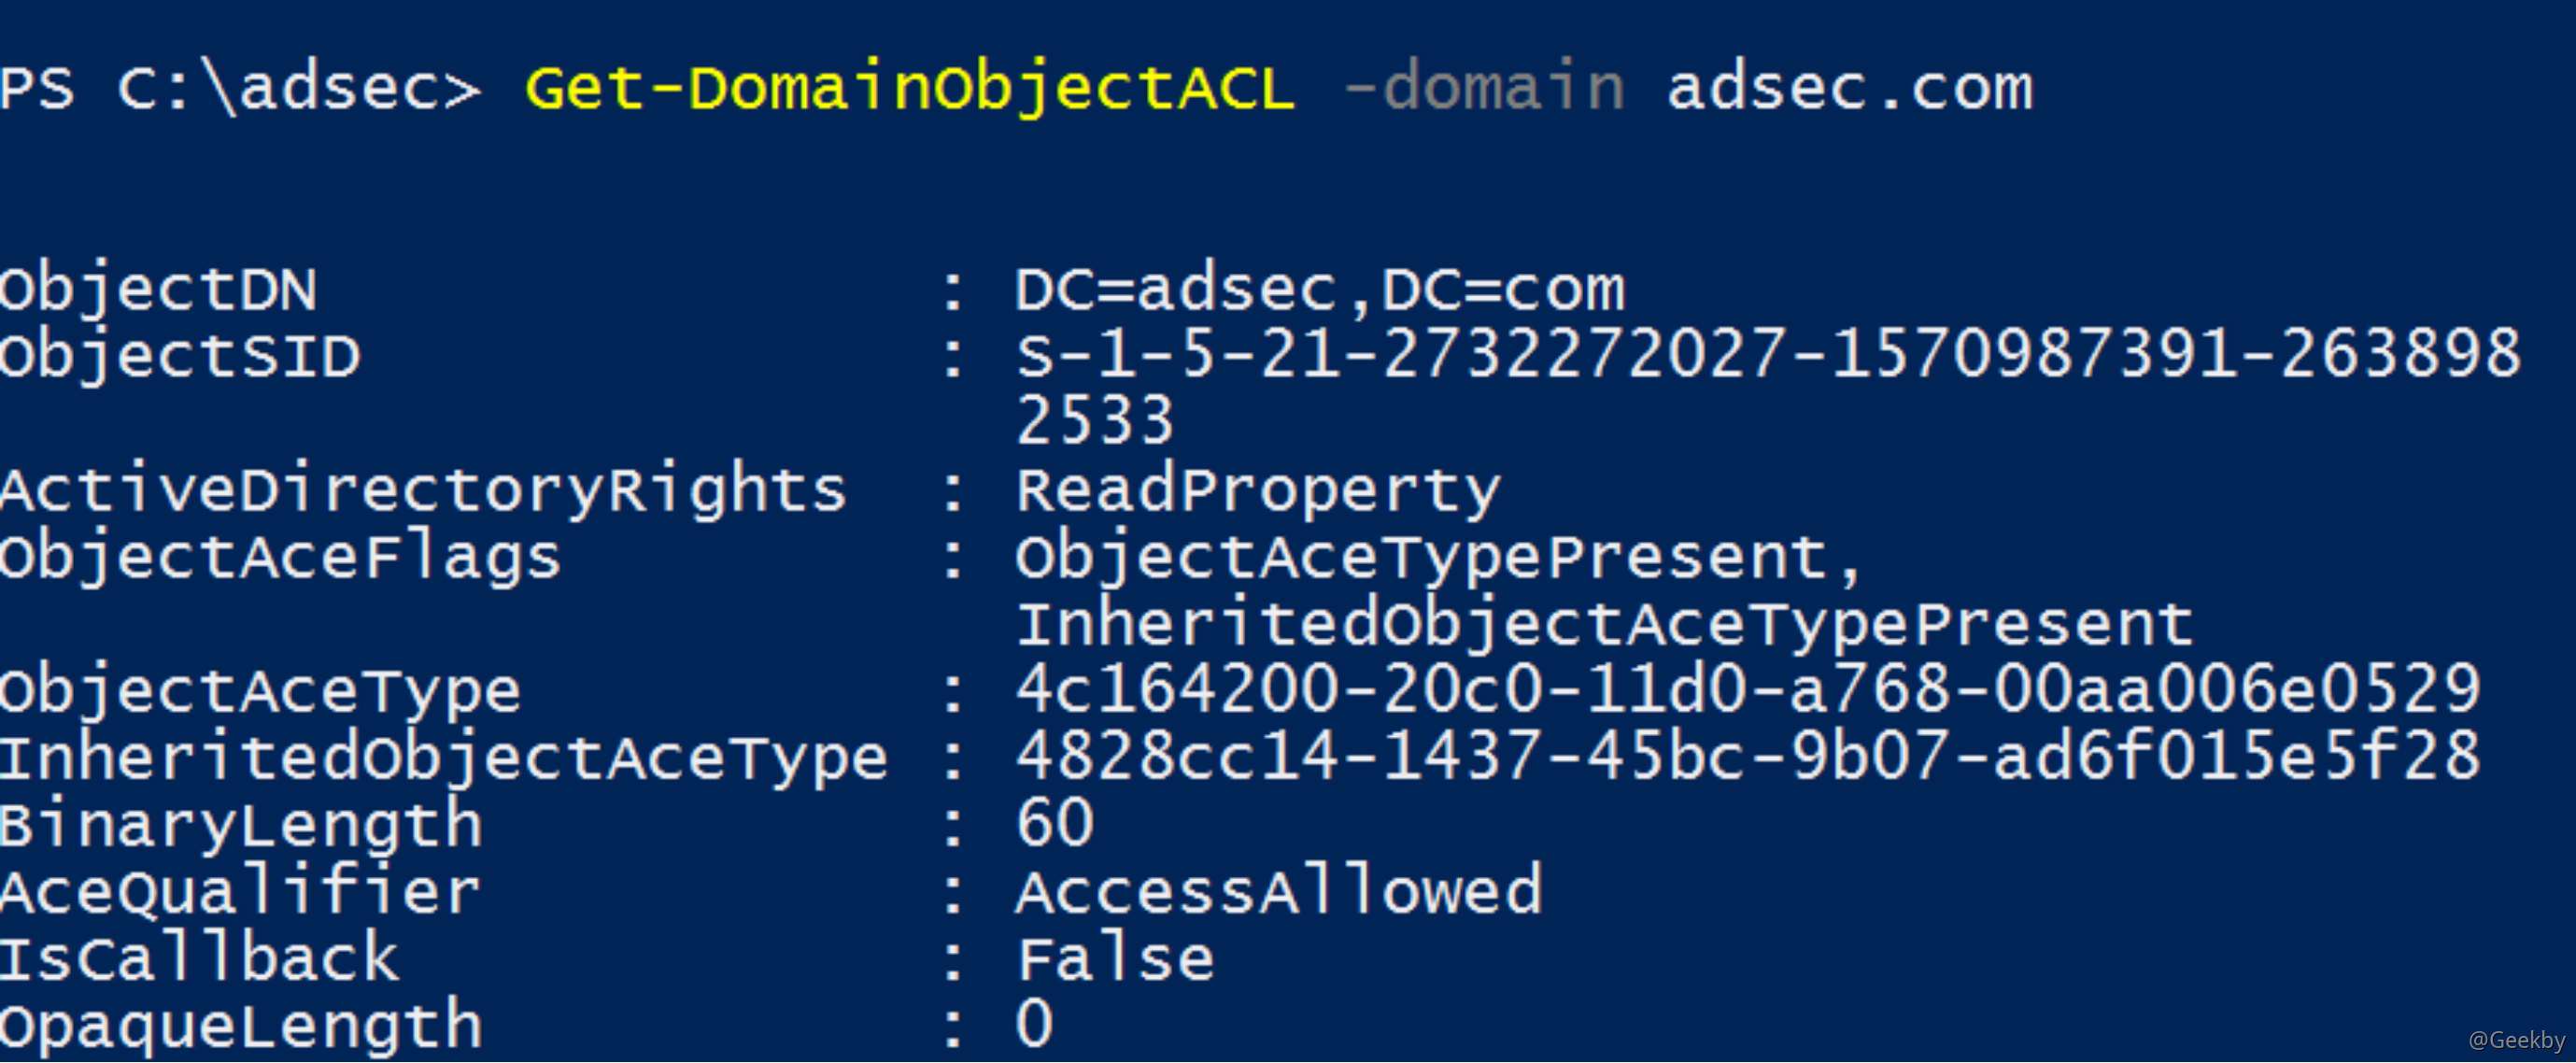 PS C:\adsec> Get-DomainObjectACL -domain adsec.com
ObjectDN : DC=adsec,DC=com
ObjectSID : S-1-5-21-2732272027-1570987391-263898
2533
ActiveDirectoryRights : ReadProperty
ObjectAceFlags : ObjectAceTypePresent,
InheritedObjectAceTypePresent
ObjectAceType : 4c164200-20c0-11d0-a768-00aa006e0529
InheritedObjectAceType : 4828cc14-1437-45bc-9b07-ad6f015e5f28
BinaryLength : 60
AceQualifier : AccessAllowed
IsCallback : False
OpaqueLength : 0
@Geekby